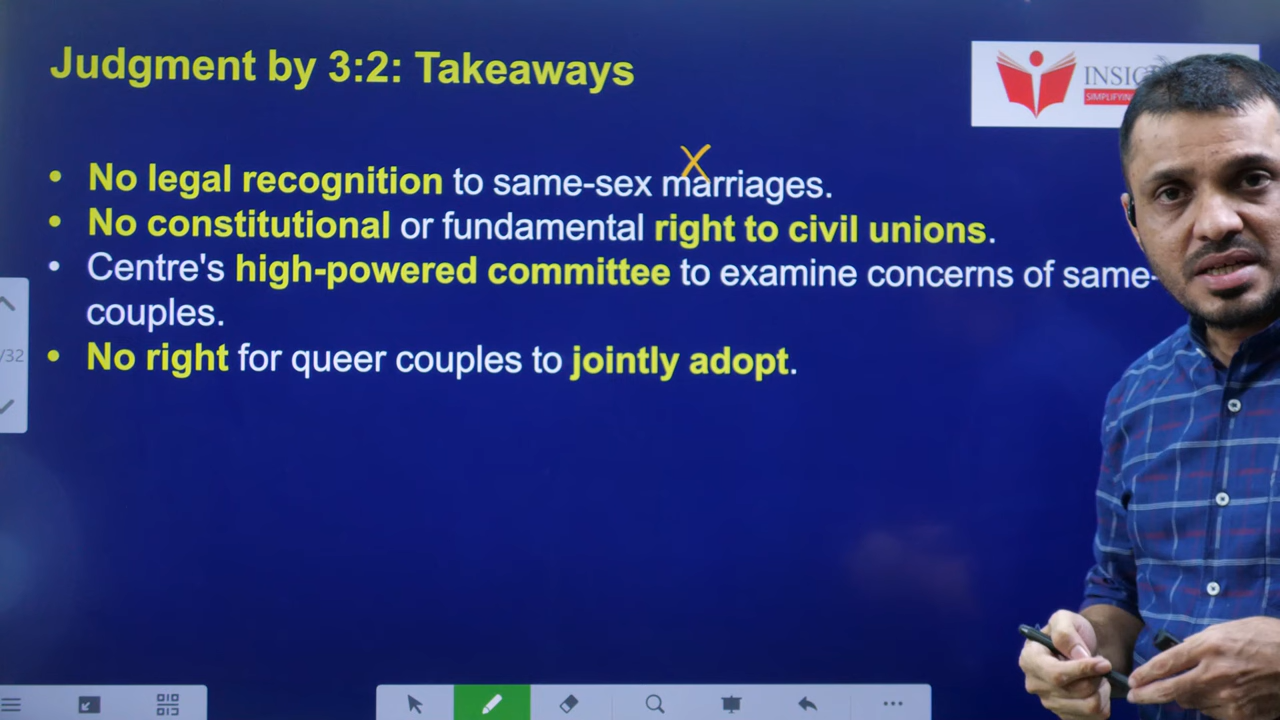 Judgment by 3:2: Takeaways
• No legal recognition to same-sex marriages.
• No constitutional or fundamental right to civil unions.
• Centre's high-powered committee to examine concerns of same-
couples.
• No right for queer couples to jointly adopt.
/32